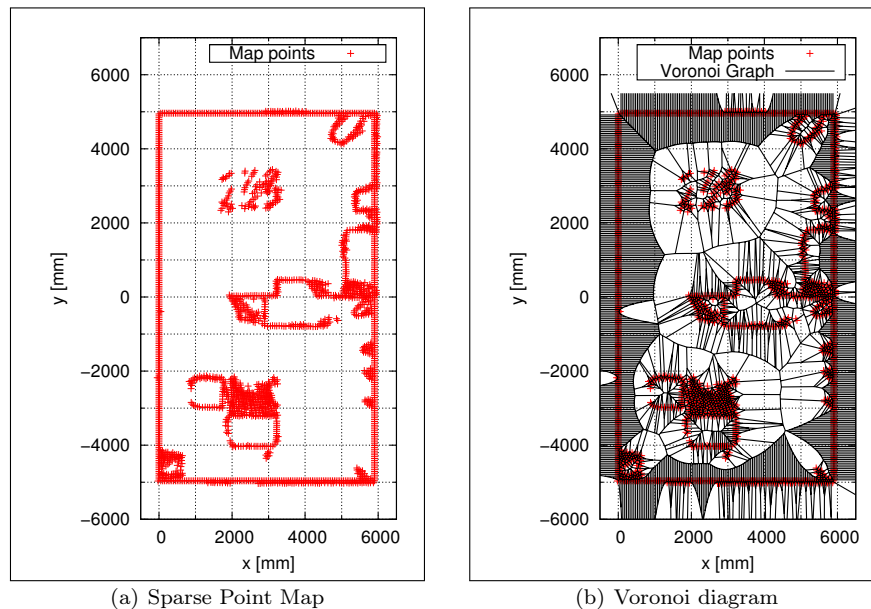 Map points
6000
4000
2000
0
−2000
−4000
−6000
y [mm]
0 2000 4000 6000
x [mm]
(a) Sparse Point Map
Map points
Voronoi Graph
6000
4000
2000
0
−2000
−4000
−6000
y [mm]
0 2000 4000 6000
x [mm]
(b) Voronoi diagram